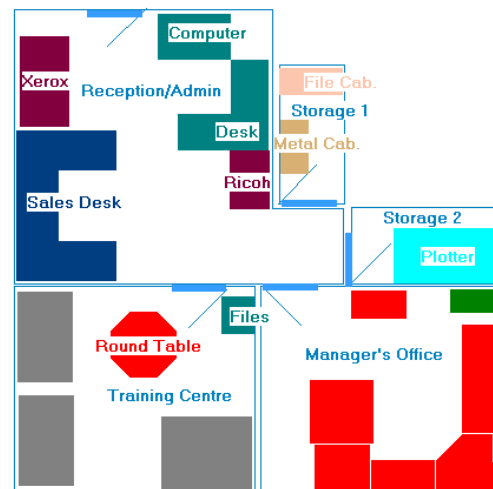 Computer
Xerox
Reception/Admin
File Cab.
Storage 1
Desk
Metal Cab.
Ricoh
Sales Desk
Storage 2
Plotter
Files
Round Table
Manager's Office
Training Centre